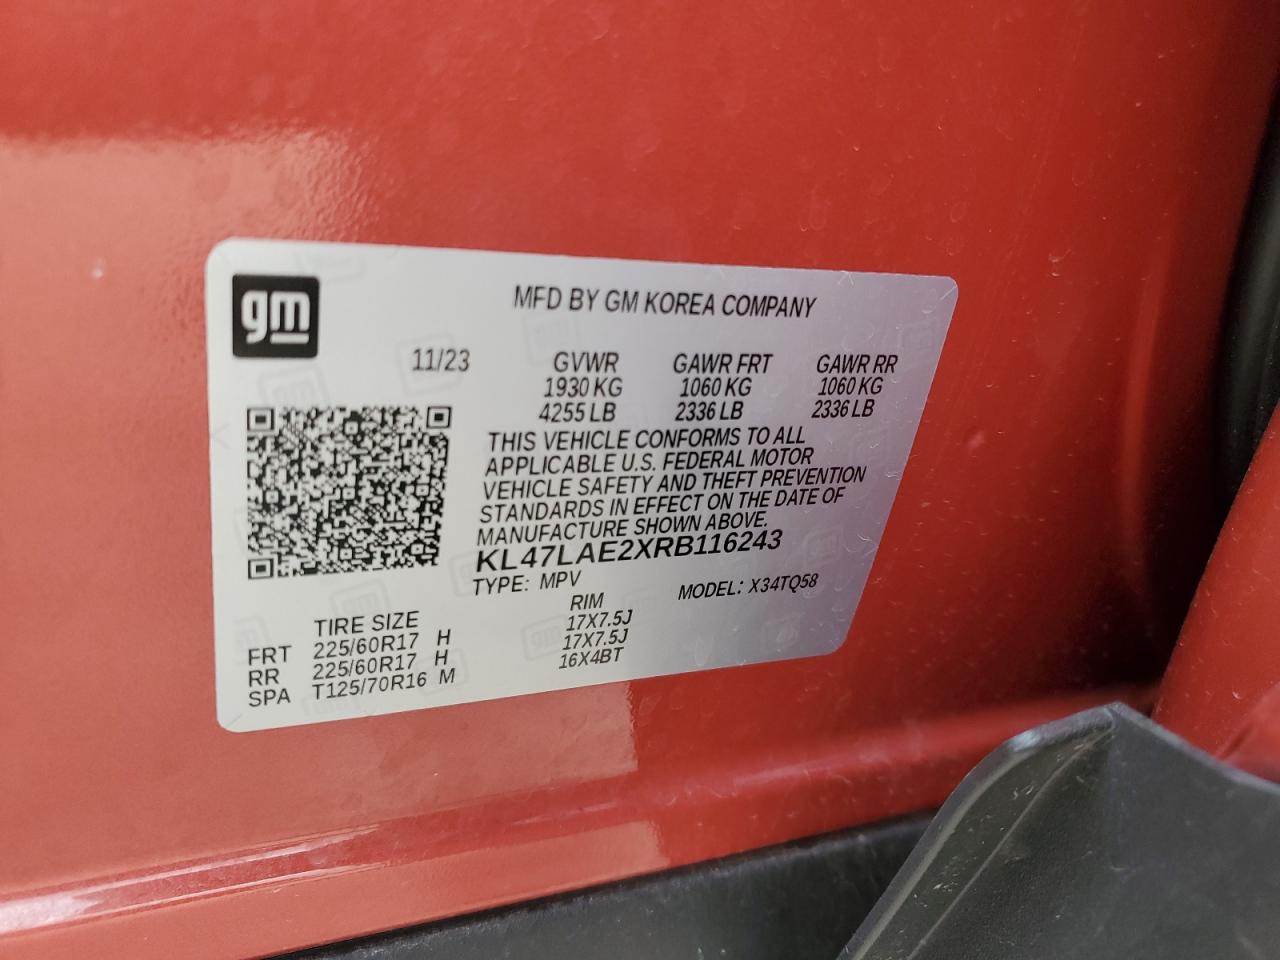 gm
MFD BY GM KOREA COMPANY
11/23 GVWR GAWR FRT GAWR RR
1930 KG 1060 KG 1060 KG
4255 LB 2336 LB 2336 LB
THIS VEHICLE CONFORMS TO ALL
APPLICABLE U.S. FEDERAL MOTOR
VEHICLE SAFETY AND THEFT PREVENTION
STANDARDS IN EFFECT ON THE DATE OF
MANUFACTURE SHOWN ABOVE.
KL47LAE2XRB116243
TYPE: MPV MODEL: X34TQ58
TIRE SIZE RIM
FRT 225/60R17 H 17X7.5J
RR 225/60R17 H 17X7.5J
SPA T125/70R16 M 16X4BT